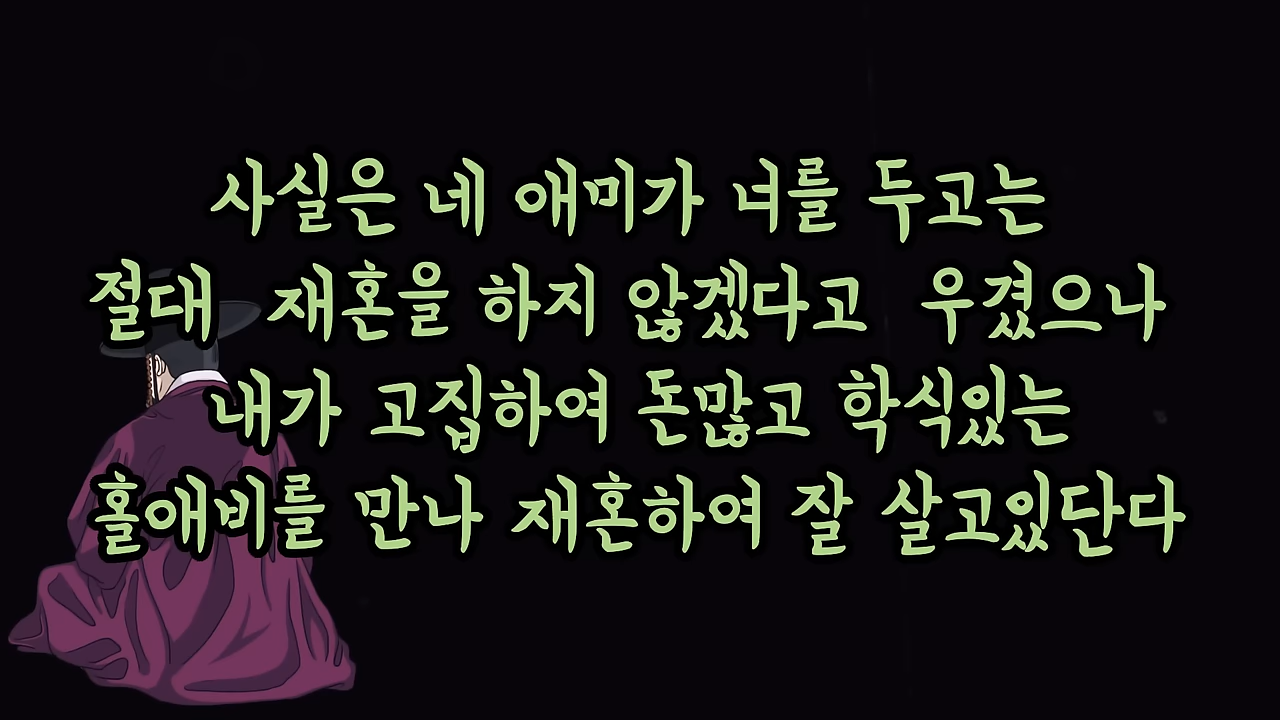 사실은 네 애미가 너를 두고는
절대 재혼을 하지 않겠다고 우겼으나
내가 고집하여 돈많고 학식있는
홀애비를 만나 재혼하여 잘 살고있단다